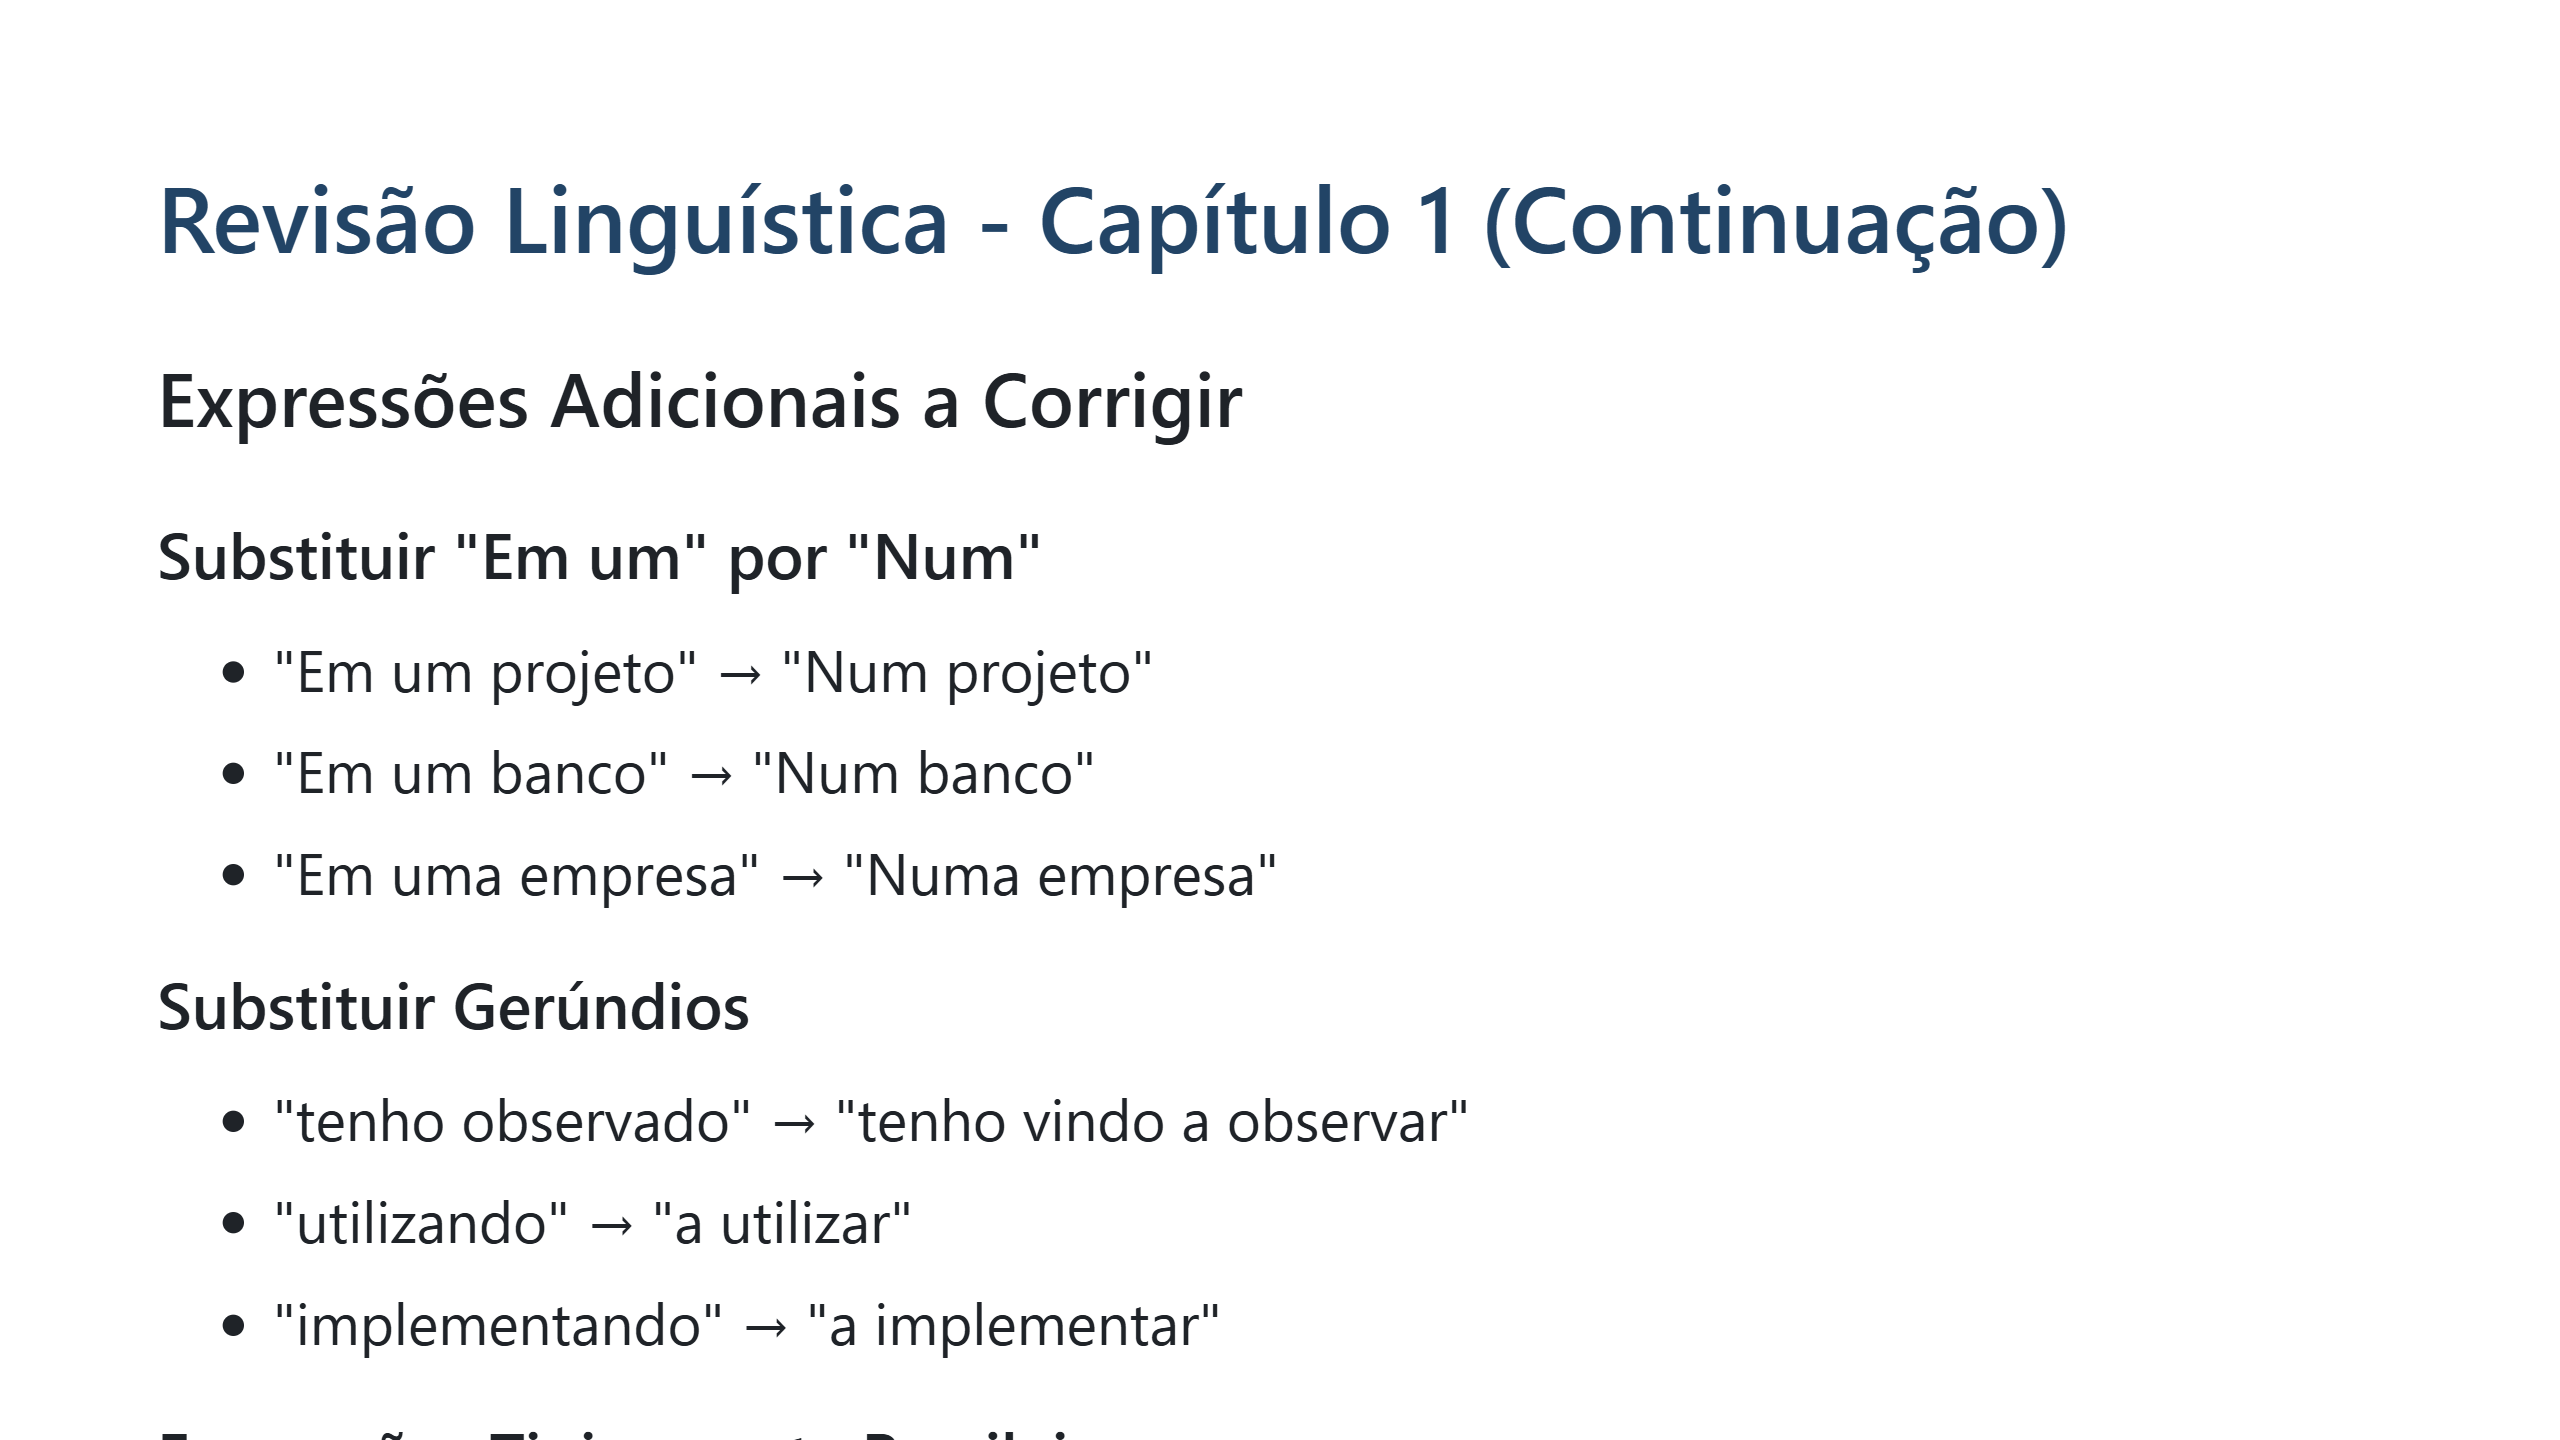 Revisão Linguística - Capítulo 1 (Continuação)
Expressões Adicionais a Corrigir
Substituir "Em um" por "Num"
"Em um projeto" → "Num projeto"
"Em um banco" → "Num banco"
"Em uma empresa" → "Numa empresa"
Substituir Gerúndios
"tenho observado" → "tenho vindo a observar"
"utilizando" → "a utilizar"
"implementando" → "a implementar"